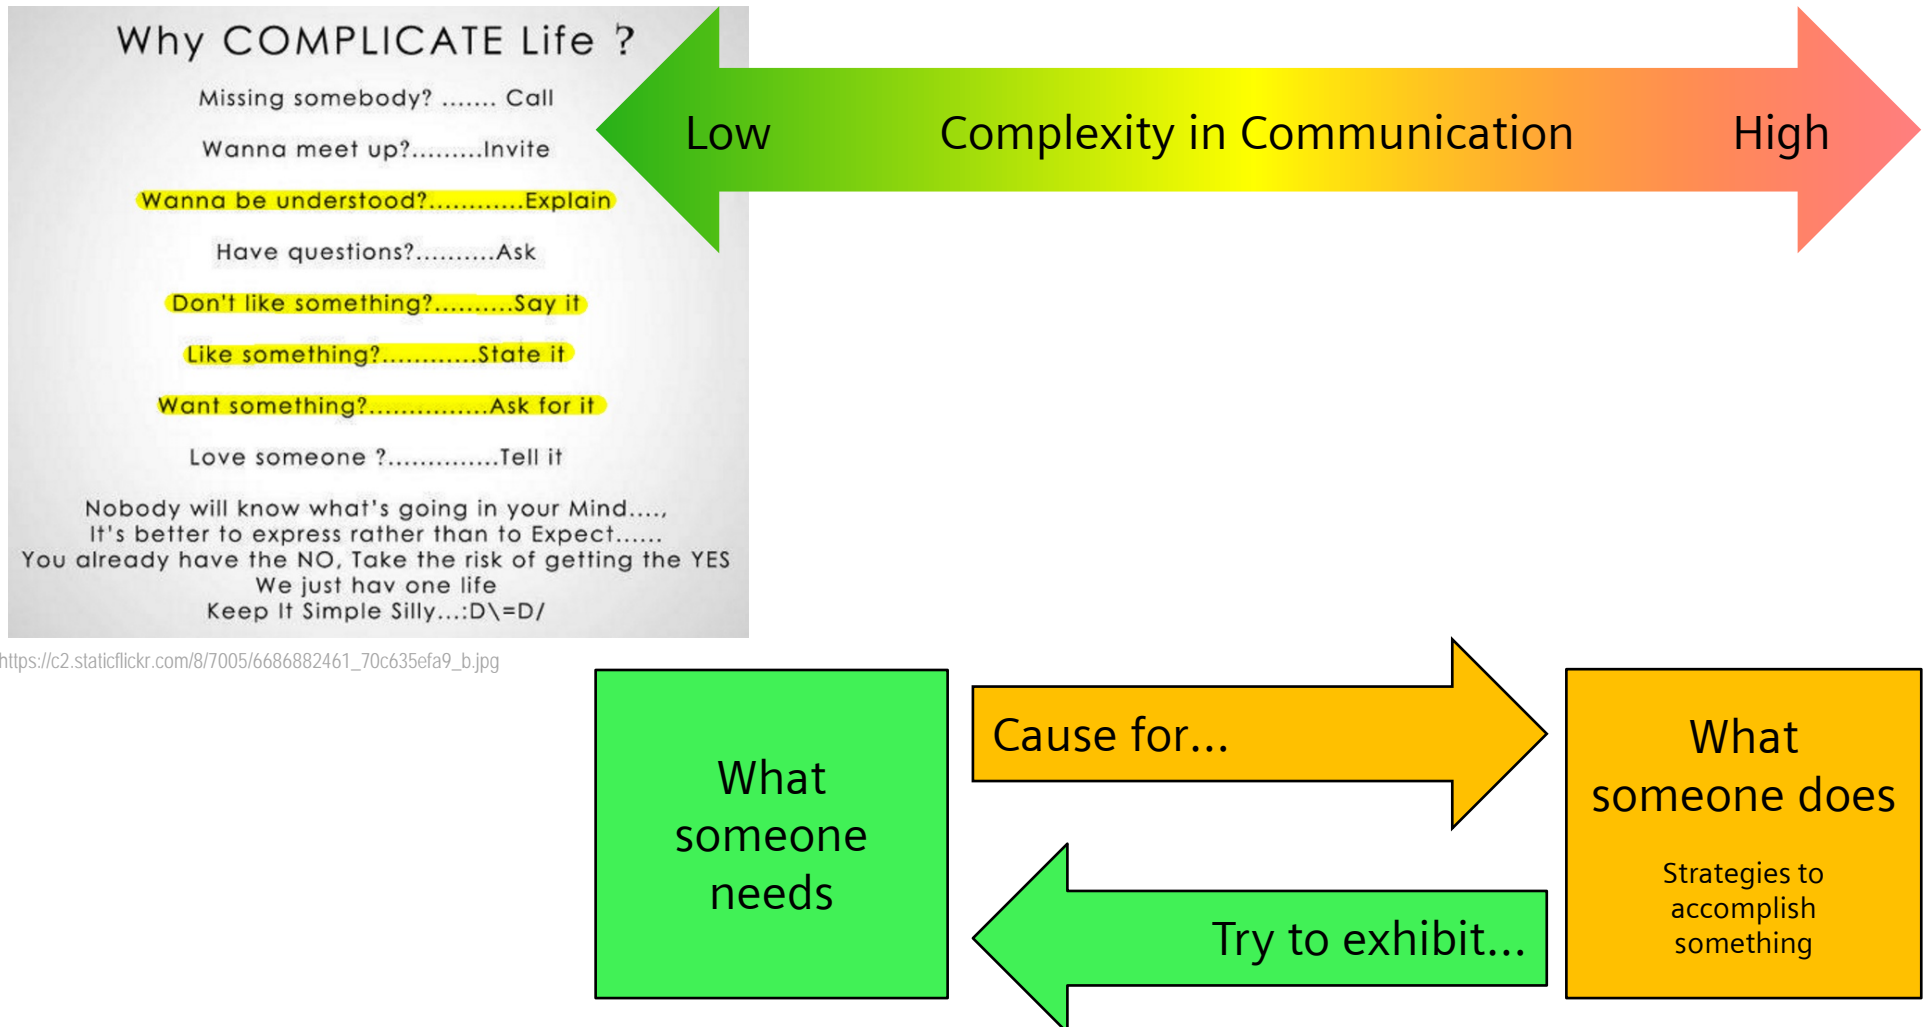 Why COMPLICATE Life ?
Missing somebody? ....... Call
Wanna meet up?.........Invite
Wanna be understood?............Explain
Have questions?..........Ask
Don't like something?..........Say it
Like something?............State it
Want something?...............Ask for it
Love someone ?..............Tell it
Nobody will know what's going in your Mind....,
It's better to express rather than to Expect......
You already have the NO, Take the risk of getting the YES
We just hav one life
Keep It Simple Silly...:D\=D/
https://c2.staticflickr.com/8/7005/6686882461_70c635efa9_b.jpg
Low Complexity in Communication High
What
someone
needs
Cause for...
Try to exhibit...
What
someone does
Strategies to
accomplish
something